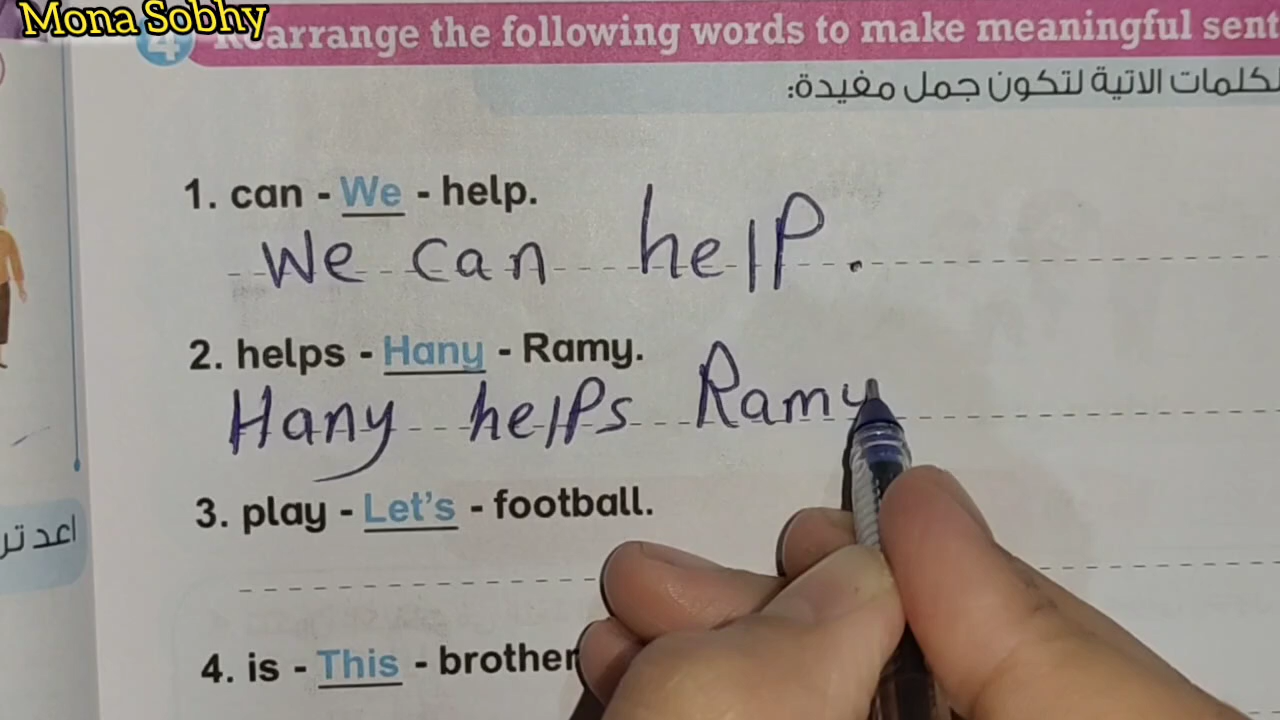 Mona Sobhy
4 Rearrange the following words to make meaningful sent
لكلمات الاتية لتكون جمل مفيدة:
1. can - We - help.
We can help.
2. helps - Hany - Ramy.
Hany helps Ramy
3. play - Let's - football.
اعد تر
4. is - This - brother